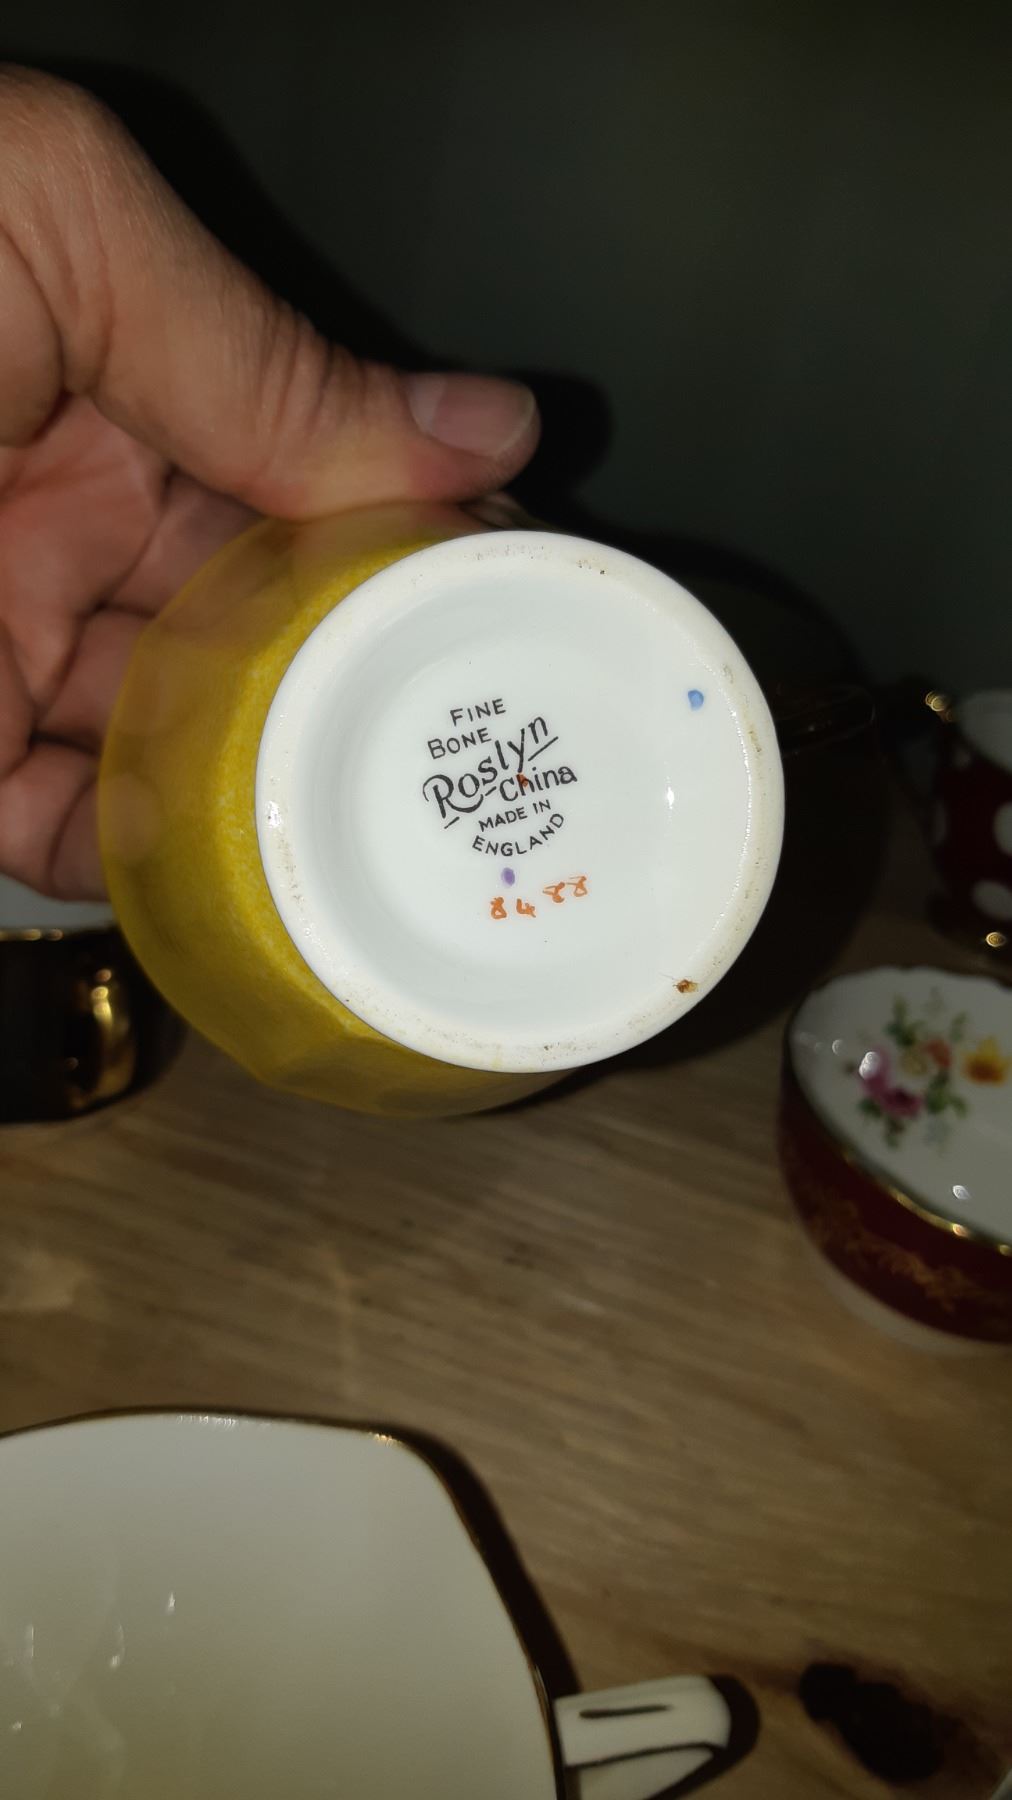 FINE
BONE
Roslyn
China
MADE IN
ENGLAND
8488